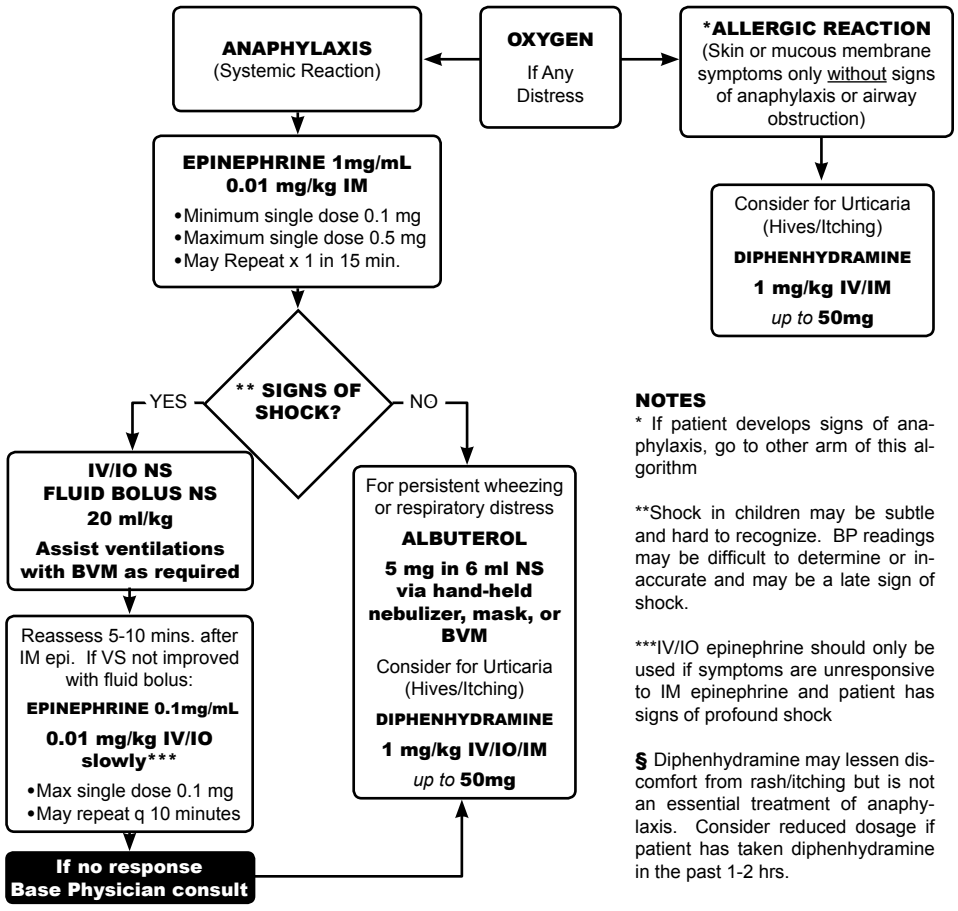 ANAPHYLAXIS
(Systemic Reaction)
OXYGEN
If Any
Distress
*ALLERGIC REACTION
(Skin or mucous membrane
symptoms only without signs
of anaphylaxis or airway
obstruction)
EPINEPHRINE 1mg/mL
0.01 mg/kg IM
•Minimum single dose 0.1 mg
•Maximum single dose 0.5 mg
•May Repeat x 1 in 15 min.
Consider for Urticaria
(Hives/Itching)
DIPHENHYDRAMINE
1 mg/kg IV/IM
up to 50mg
** SIGNS OF
SHOCK?
YES
NO
IV/IO NS
FLUID BOLUS NS
20 ml/kg
Assist ventilations
with BVM as required
Reassess 5-10 mins. after
IM epi. If VS not improved
with fluid bolus:
EPINEPHRINE 0.1mg/mL
0.01 mg/kg IV/IO
slowly***
•Max single dose 0.1 mg
•May repeat q 10 minutes
If no response
Base Physician consult
For persistent wheezing
or respiratory distress
ALBUTEROL
5 mg in 6 ml NS
via hand-held
nebulizer, mask, or
BVM
Consider for Urticaria
(Hives/Itching)
DIPHENHYDRAMINE
1 mg/kg IV/IO/IM
up to 50mg
NOTES
* If patient develops signs of ana-
phylaxis, go to other arm of this al-
gorithm
**Shock in children may be subtle
and hard to recognize. BP readings
may be difficult to determine or in-
accurate and may be a late sign of
shock.
***IV/IO epinephrine should only be
used if symptoms are unresponsive
to IM epinephrine and patient has
signs of profound shock
§ Diphenhydramine may lessen dis-
comfort from rash/itching but is not
an essential treatment of anaphy-
laxis. Consider reduced dosage if
patient has taken diphenhydramine
in the past 1-2 hrs.